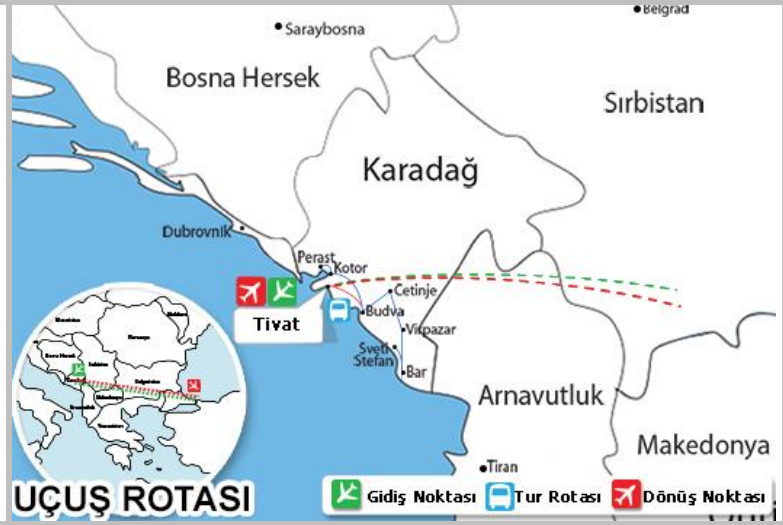 Belgrad
Saraybosna
Bosna Hersek
Sırbistan
Karadağ
Dubrovnik
Perast
Kotor
Cetinje
Tivat
Budva
Virpazar
Sveti
Stefan
Bar
Arnavutluk
Makedonya
Tiran
UÇUŞ ROTASI
Gidiş Noktası
Tur Rotası
Dönüş Noktası